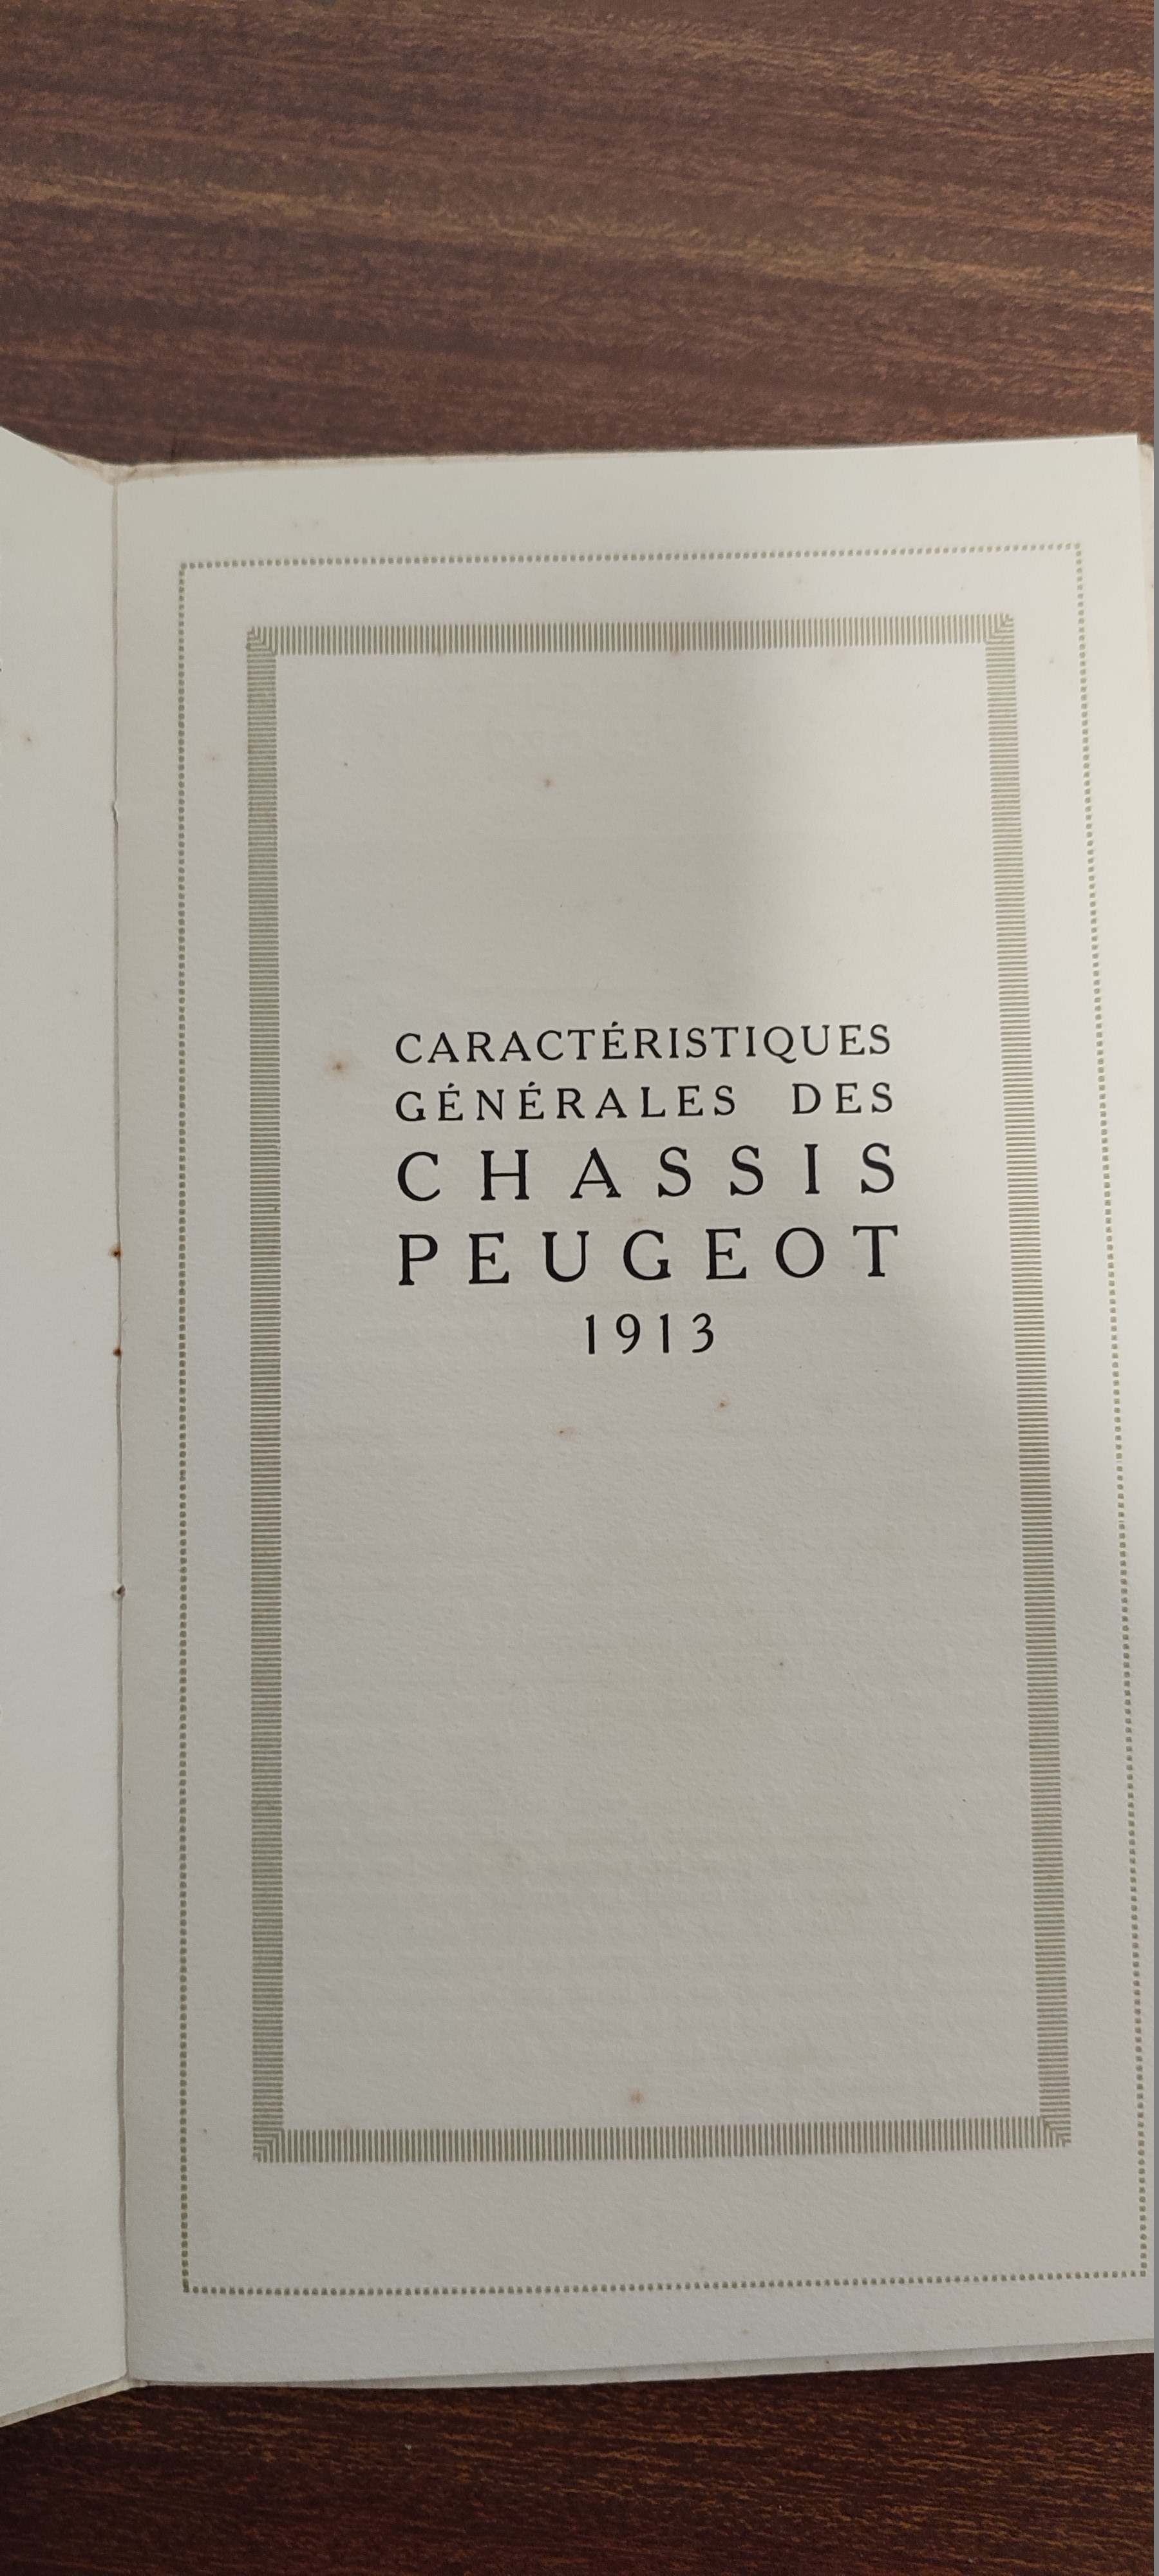 CARACTÉRISTIQUES
GÉNÉRALES DES
CHASSIS
PEUGEOT
1913